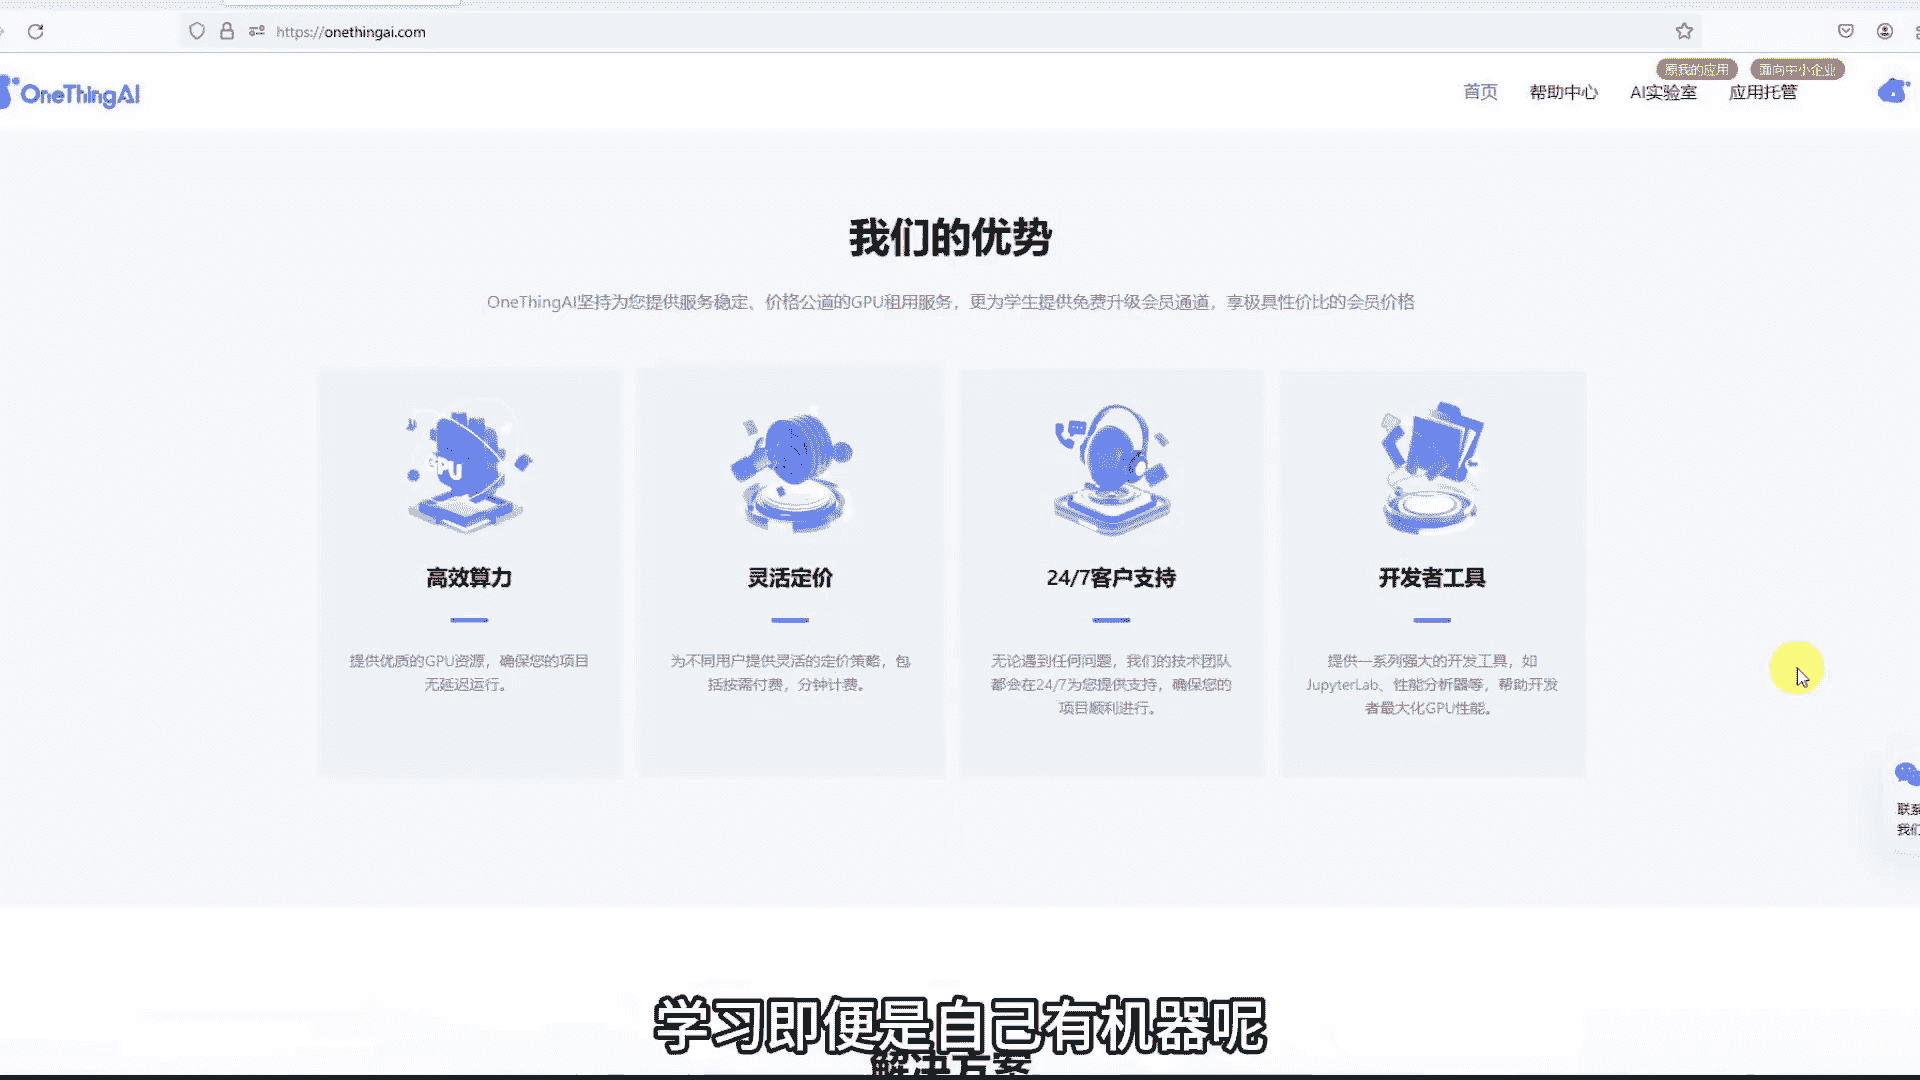 https://onethingai.com
原我的应用
面向中小企业
OneThingAI
首页
帮助中心
AI实验室
应用托管
我们的优势
OneThingAI坚持为您提供服务稳定、价格公道的GPU租用服务，更为学生提供免费升级会员通道，享极具性价比的会员价格
GPU
高效算力
提供优质的GPU资源，确保您的项目
无延迟运行。
灵活定价
为不同用户提供灵活的定价策略，包
括按需付费，分钟计费。
24/7客户支持
无论遇到任何问题，我们的技术团队
都会在24/7为您提供支持，确保您的
项目顺利进行。
开发者工具
提供一系列强大的开发工具，如
JupyterLab、性能分析器等，帮助开发
者最大化GPU性能。
联系
我们
学习即便是自己有机器呢
解决方案